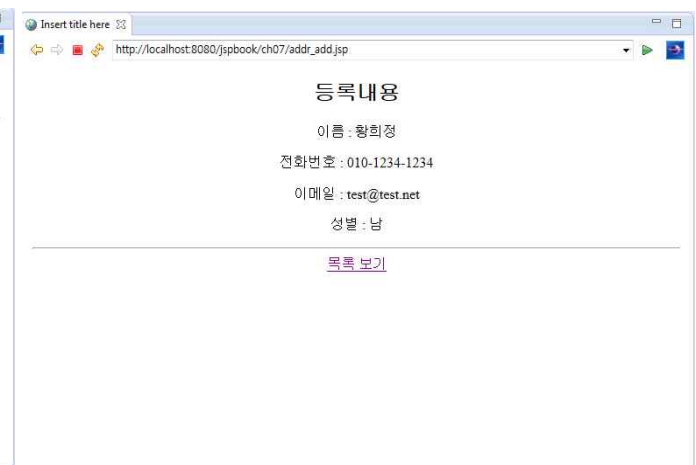 Insert title here
http://localhost:8080/jspbook/ch07/addr_add.jsp
등록내용
이름 : 황희정
전화번호 : 010-1234-1234
이메일 : test@test.net
성별 : 남
목록 보기